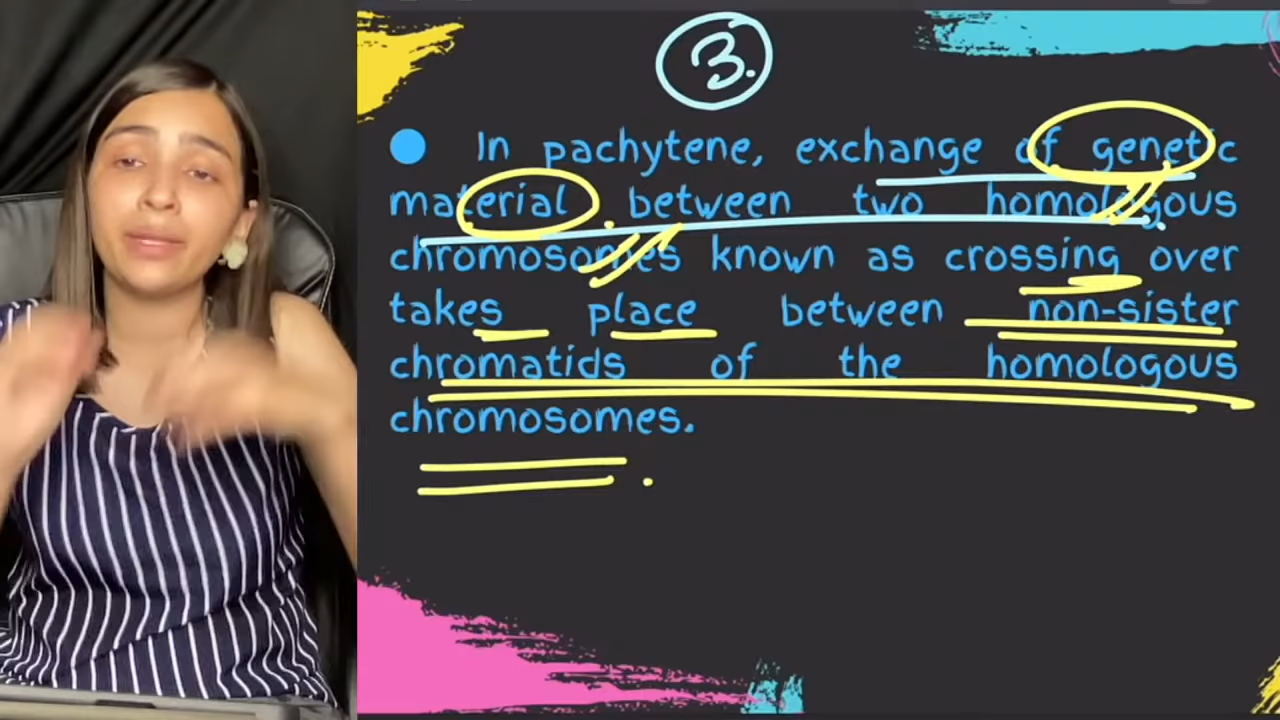 3.
In pachytene, exchange of genetic
material between two homologous
chromosomes known as crossing over
takes place between non-sister
chromatids of the homologous
chromosomes.